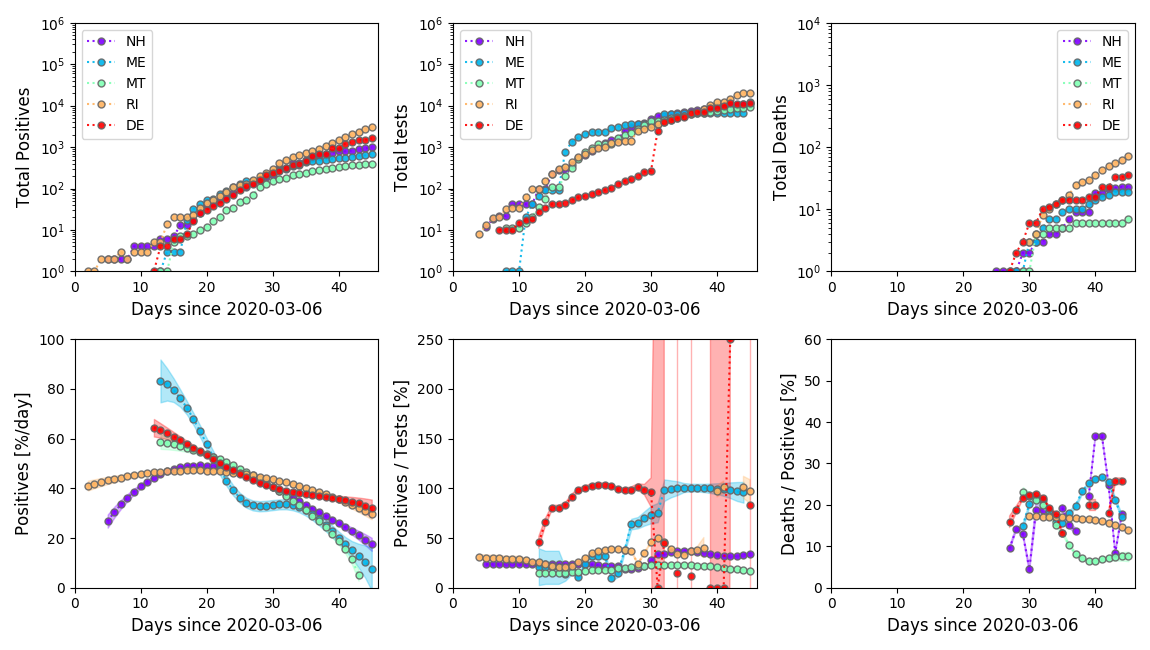 Total Positives
10^6
10^5
10^4
10^3
10^2
10^1
10^0
NH
ME
MT
RI
DE
0 10 20 30 40
Days since 2020-03-06
Total tests
10^6
10^5
10^4
10^3
10^2
10^1
10^0
NH
ME
MT
RI
DE
0 10 20 30 40
Days since 2020-03-06
Total Deaths
10^4
10^3
10^2
10^1
10^0
NH
ME
MT
RI
DE
0 10 20 30 40
Days since 2020-03-06
Positives [%/day]
100
80
60
40
20
0
0 10 20 30 40
Days since 2020-03-06
Positives / Tests [%]
250
200
150
100
50
0
0 10 20 30 40
Days since 2020-03-06
Deaths / Positives [%]
60
50
40
30
20
10
0
0 10 20 30 40
Days since 2020-03-06